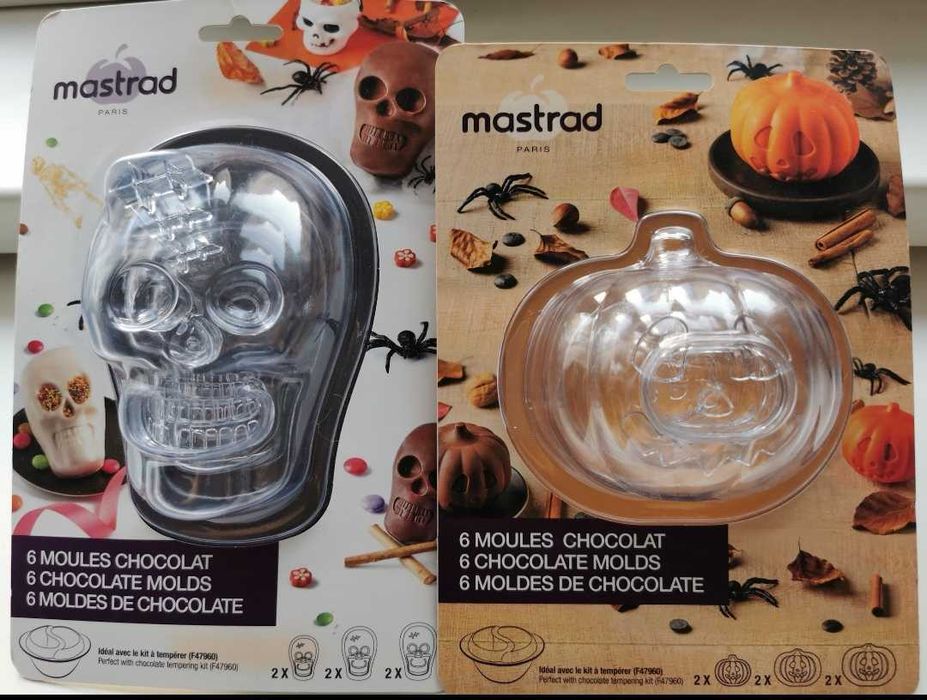 mastrad
PARIS
6 MOULES CHOCOLAT
6 CHOCOLATE MOLDS
6 MOLDES DE CHOCOLATE
Idéal avec le kit à tempérer (F47960)
Perfect with chocolate tempering kit (F47960)
2 X
2 X
2 X
mastrad
PARIS
6 MOULES CHOCOLAT
6 CHOCOLATE MOLDS
6 MOLDES DE CHOCOLATE
Idéal avec le kit à tempérer (F47960)
Perfect with chocolate tempering kit (F47960)
2 X
2 X
2 X